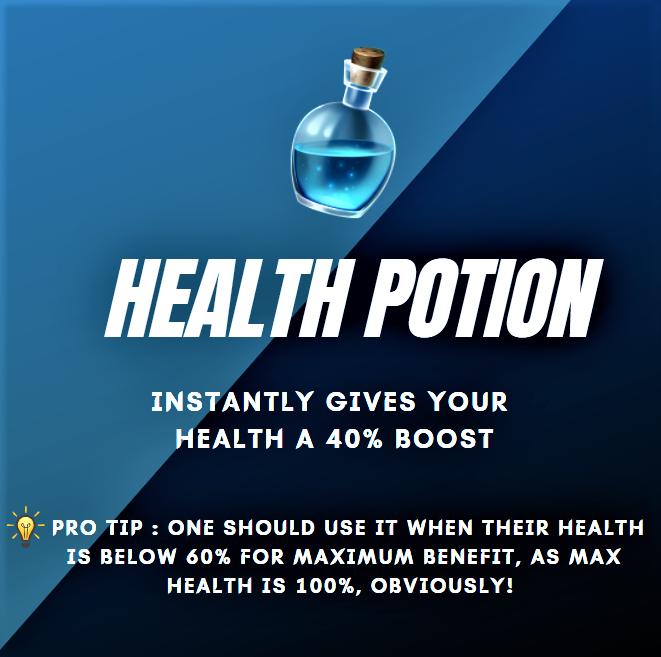 HEALTH POTION
INSTANTLY GIVES YOUR
HEALTH A 40% BOOST
PRO TIP : ONE SHOULD USE IT WHEN THEIR HEALTH
IS BELOW 60% FOR MAXIMUM BENEFIT, AS MAX
HEALTH IS 100%, OBVIOUSLY!